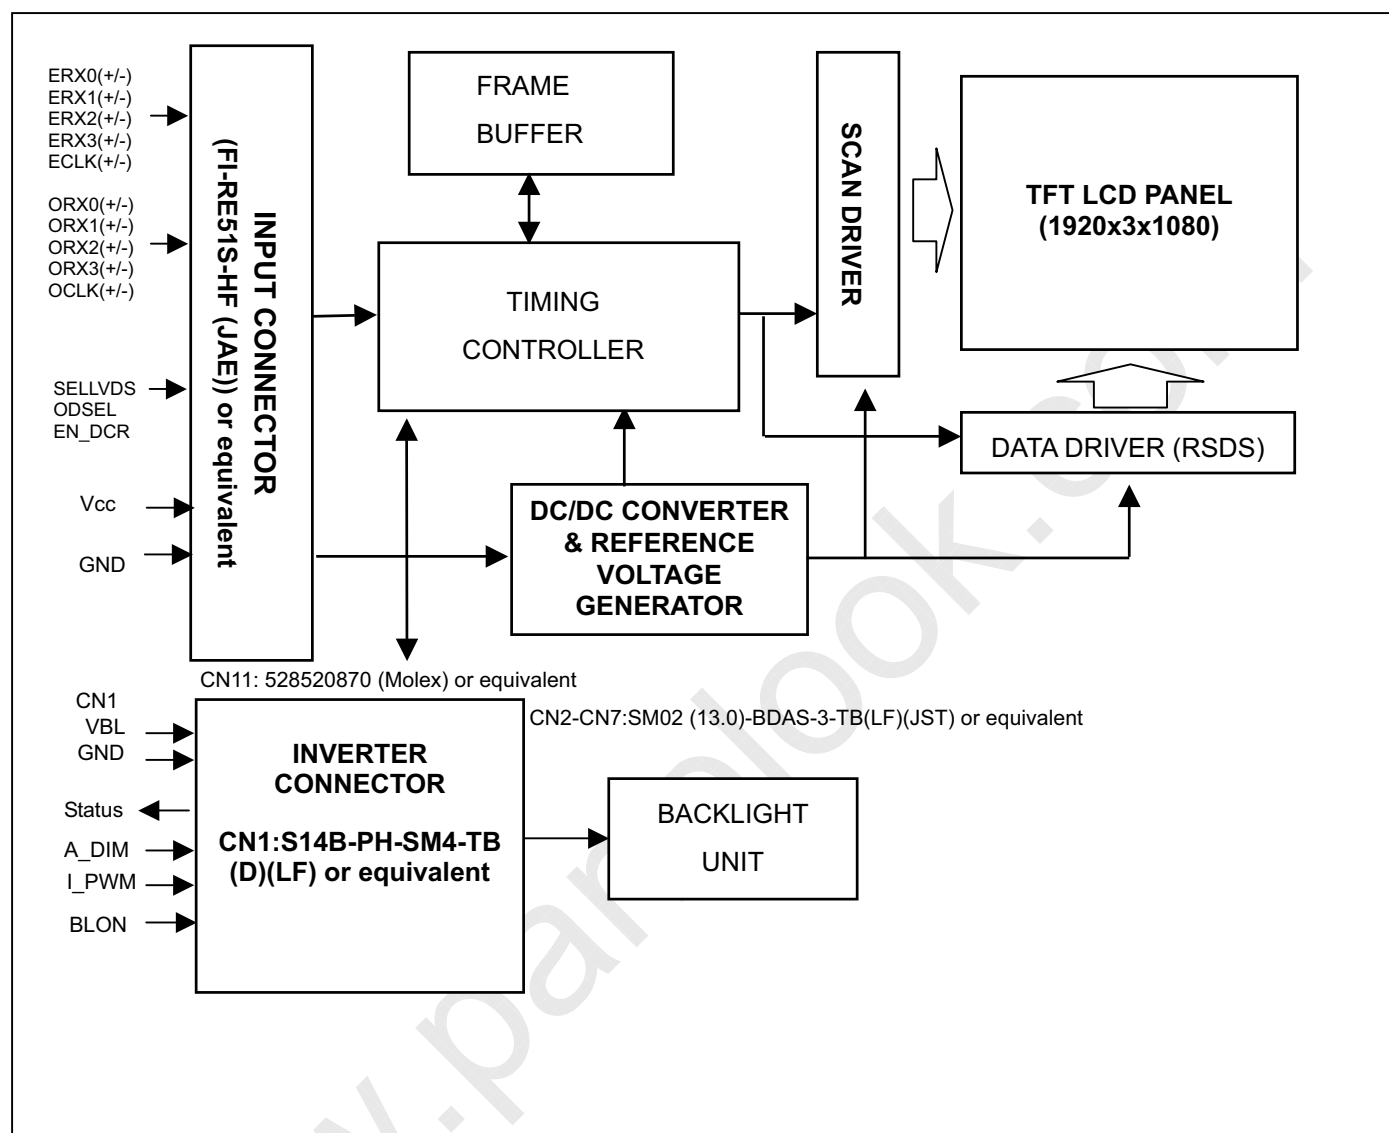 ERX0(+/-)
ERX1(+/-)
ERX2(+/-)
ERX3(+/-)
ECLK(+/-)
ORX0(+/-)
ORX1(+/-)
ORX2(+/-)
ORX3(+/-)
OCLK(+/-)
SELLVDS
ODSEL
EN_DCR
Vcc
GND
INPUT CONNECTOR
(FI-RE51S-HF (JAE)) or equivalent
FRAME
BUFFER
TIMING
CONTROLLER
SCAN DRIVER
TFT LCD PANEL
(1920x3x1080)
DATA DRIVER (RSDS)
DC/DC CONVERTER
& REFERENCE
VOLTAGE
GENERATOR
CN11: 528520870 (Molex) or equivalent
CN2-CN7:SM02 (13.0)-BDAS-3-TB(LF)(JST) or equivalent
CN1
VBL
GND
Status
A_DIM
I_PWM
BLON
INVERTER
CONNECTOR
CN1:S14B-PH-SM4-TB
(D)(LF) or equivalent
BACKLIGHT
UNIT